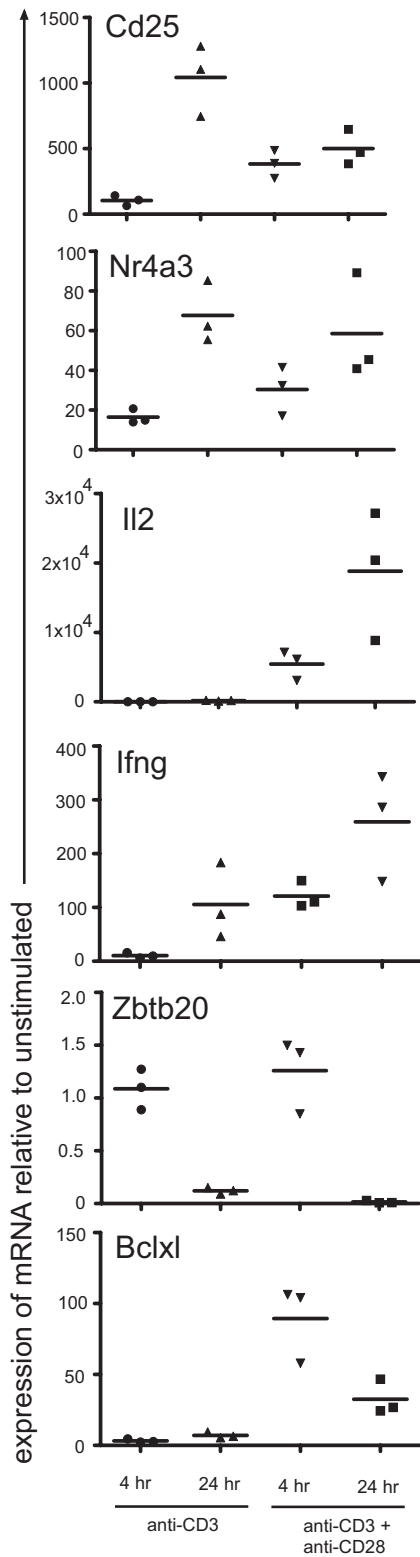 expression of mRNA relative to unstimulated
Cd25
1500
1000
500
0
Nr4a3
100
80
60
40
20
0
Il2
3x10^4
2x10^4
1x10^4
0
Ifng
400
300
200
100
0
Zbtb20
2.0
1.5
1.0
0.5
0
Bclxl
150
100
50
0
4 hr 24 hr 4 hr 24 hr
anti-CD3 anti-CD3 +
anti-CD28